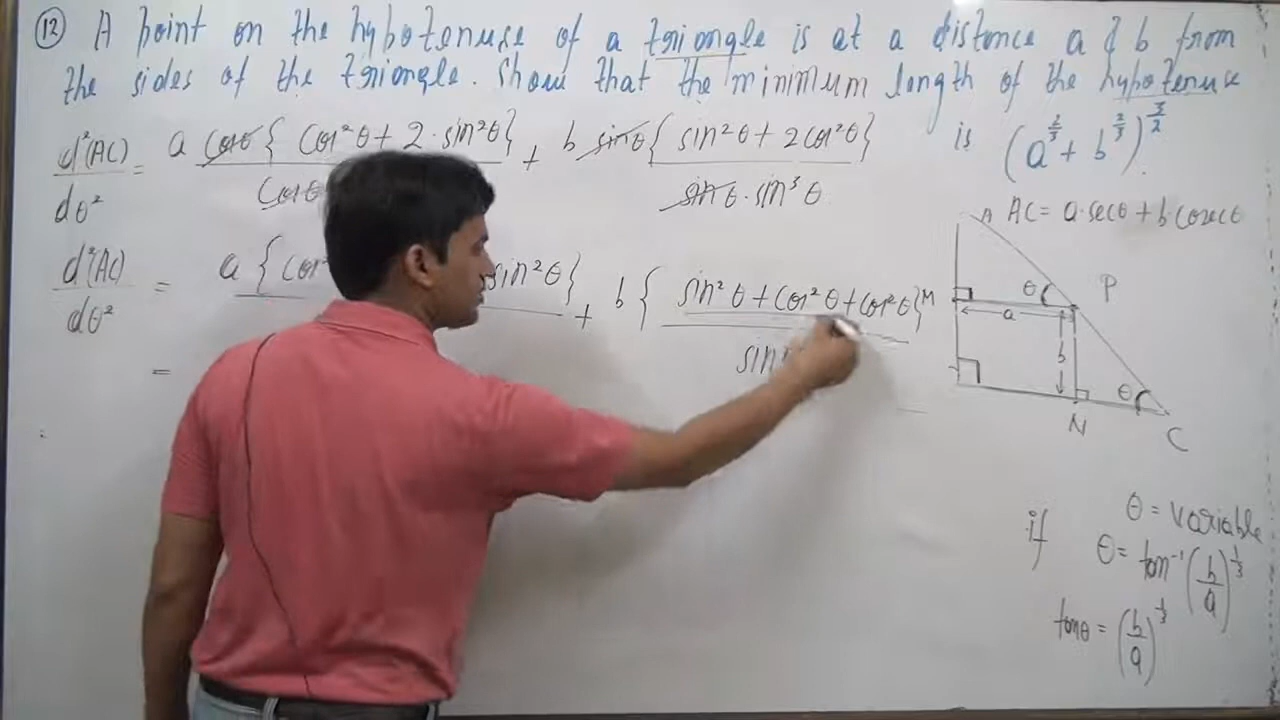 (12) A point on the hypotenuse of a triangle is at a distance a & b from
the sides of the triangle. Show that the minimum length of the hypotenuse
is (a^{2/3} + b^{2/3})^{3/2}.
d²(AC)/dθ² = a cosθ{cos²θ + 2·sin²θ}/cosθ + b sinθ{sin²θ + 2cos²θ}/sinθ·sin³θ
d²(AC)/dθ² = a{cos² sin²θ} + b{sin²θ + cos²θ + cos²θ}/sin
=
A AC = a·secθ + b·cosecθ
θ P
M
a
b
θ
N
C
θ = variable
if θ = tan⁻¹(b/a)^{1/3}
tanθ = (b/a)^{1/3}